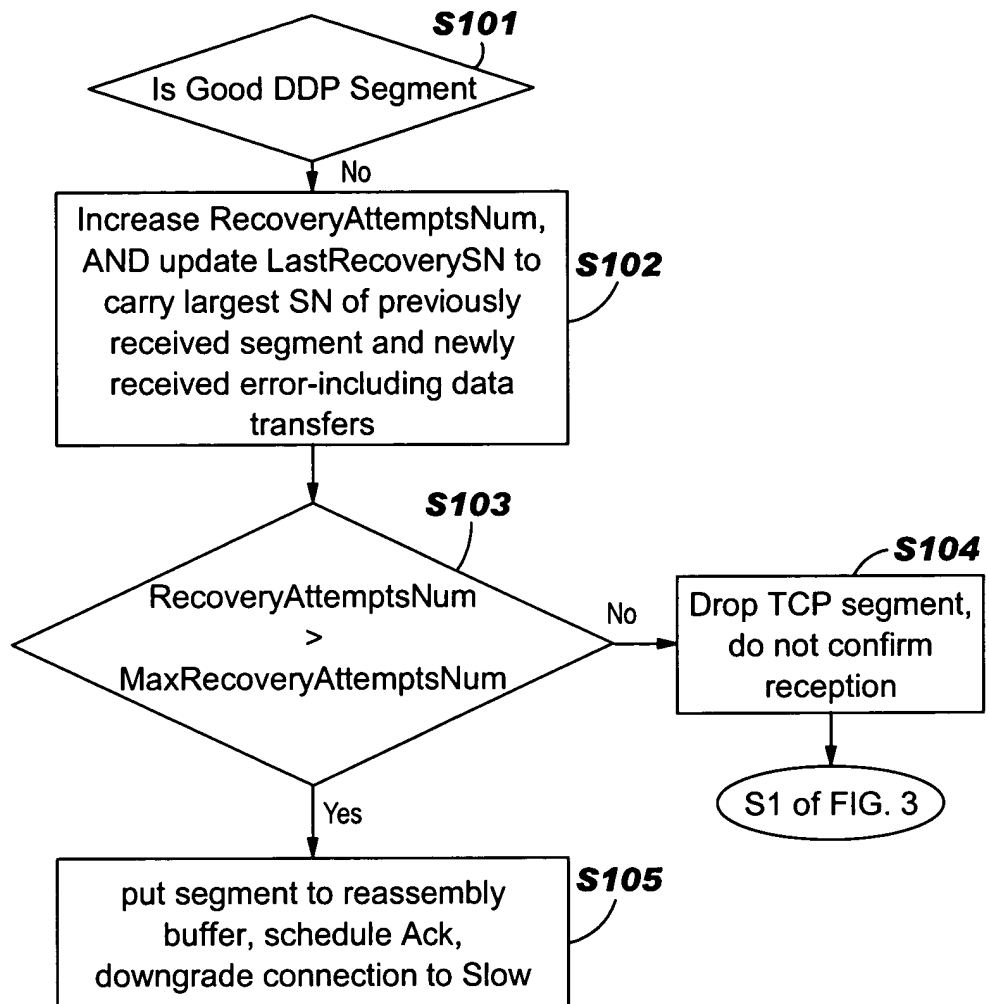 S101
Is Good DDP Segment
No
Increase RecoveryAttemptsNum,
AND update LastRecoverySN to
carry largest SN of previously
received segment and newly
received error-including data
transfers
S102
S103
RecoveryAttemptsNum
>
MaxRecoveryAttemptsNum
No
S104
Drop TCP segment,
do not confirm
reception
S1 of FIG. 3
Yes
put segment to reassembly
buffer, schedule Ack,
downgrade connection to Slow
S105